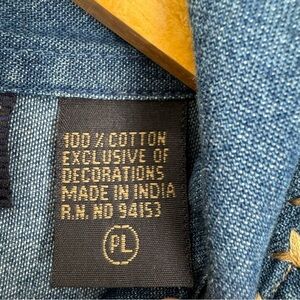 100 % COTTON
EXCLUSIVE OF
DECORATIONS
MADE IN INDIA
R.N. NO 94153
PL